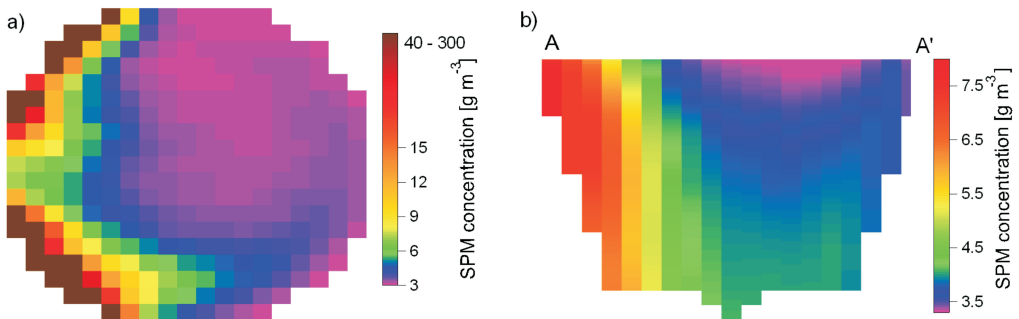 a)
40 - 300
15
12
9
6
3
SPM concentration [g m⁻³]
b)
A
A'
7.5
6.5
5.5
4.5
3.5
SPM concentration [g m⁻³]